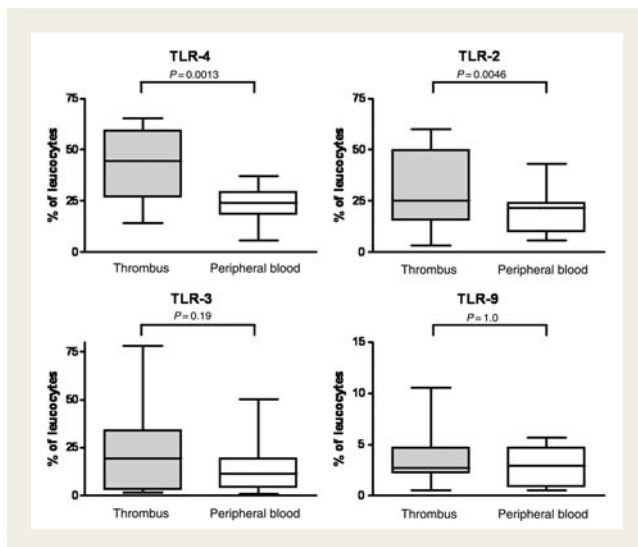 TLR-4
P=0.0013
75
50
25
0
% of leucocytes
Thrombus Peripheral blood
TLR-2
P=0.0046
75
50
25
0
% of leucocytes
Thrombus Peripheral blood
TLR-3
P=0.19
75
50
25
0
% of leucocytes
Thrombus Peripheral blood
TLR-9
P=1.0
15
10
5
0
% of leucocytes
Thrombus Peripheral blood